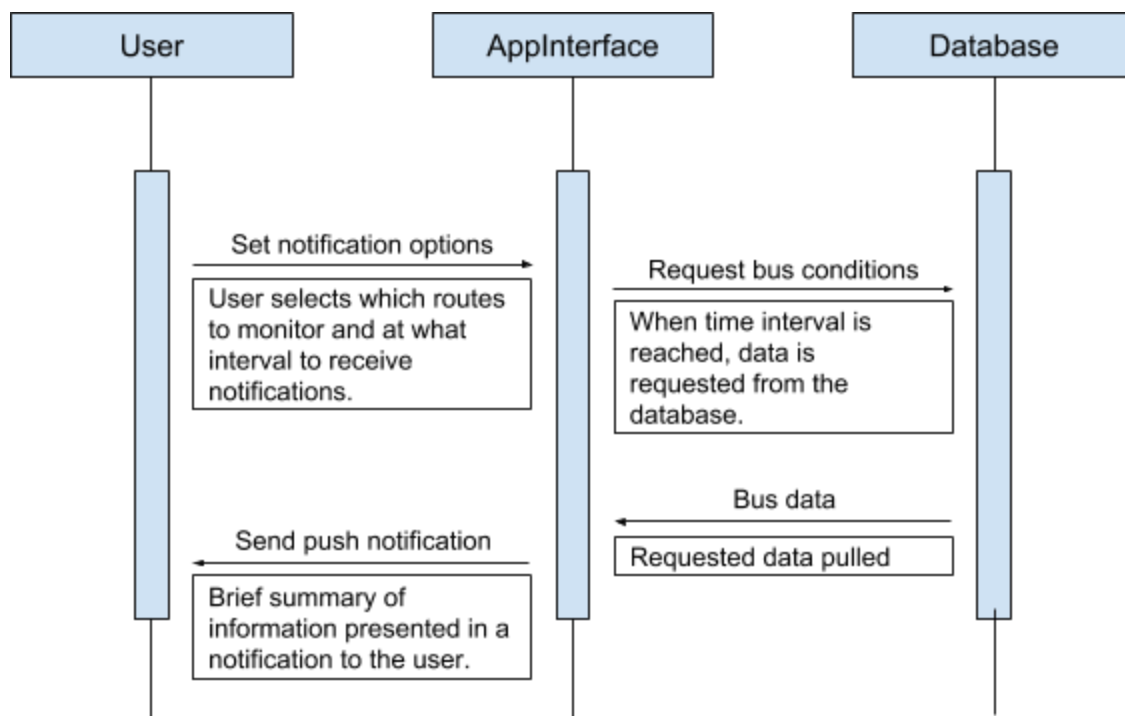 User
AppInterface
Database
Set notification options
User selects which routes
to monitor and at what
interval to receive
notifications.
Request bus conditions
When time interval is
reached, data is
requested from the
database.
Bus data
Requested data pulled
Send push notification
Brief summary of
information presented in a
notification to the user.